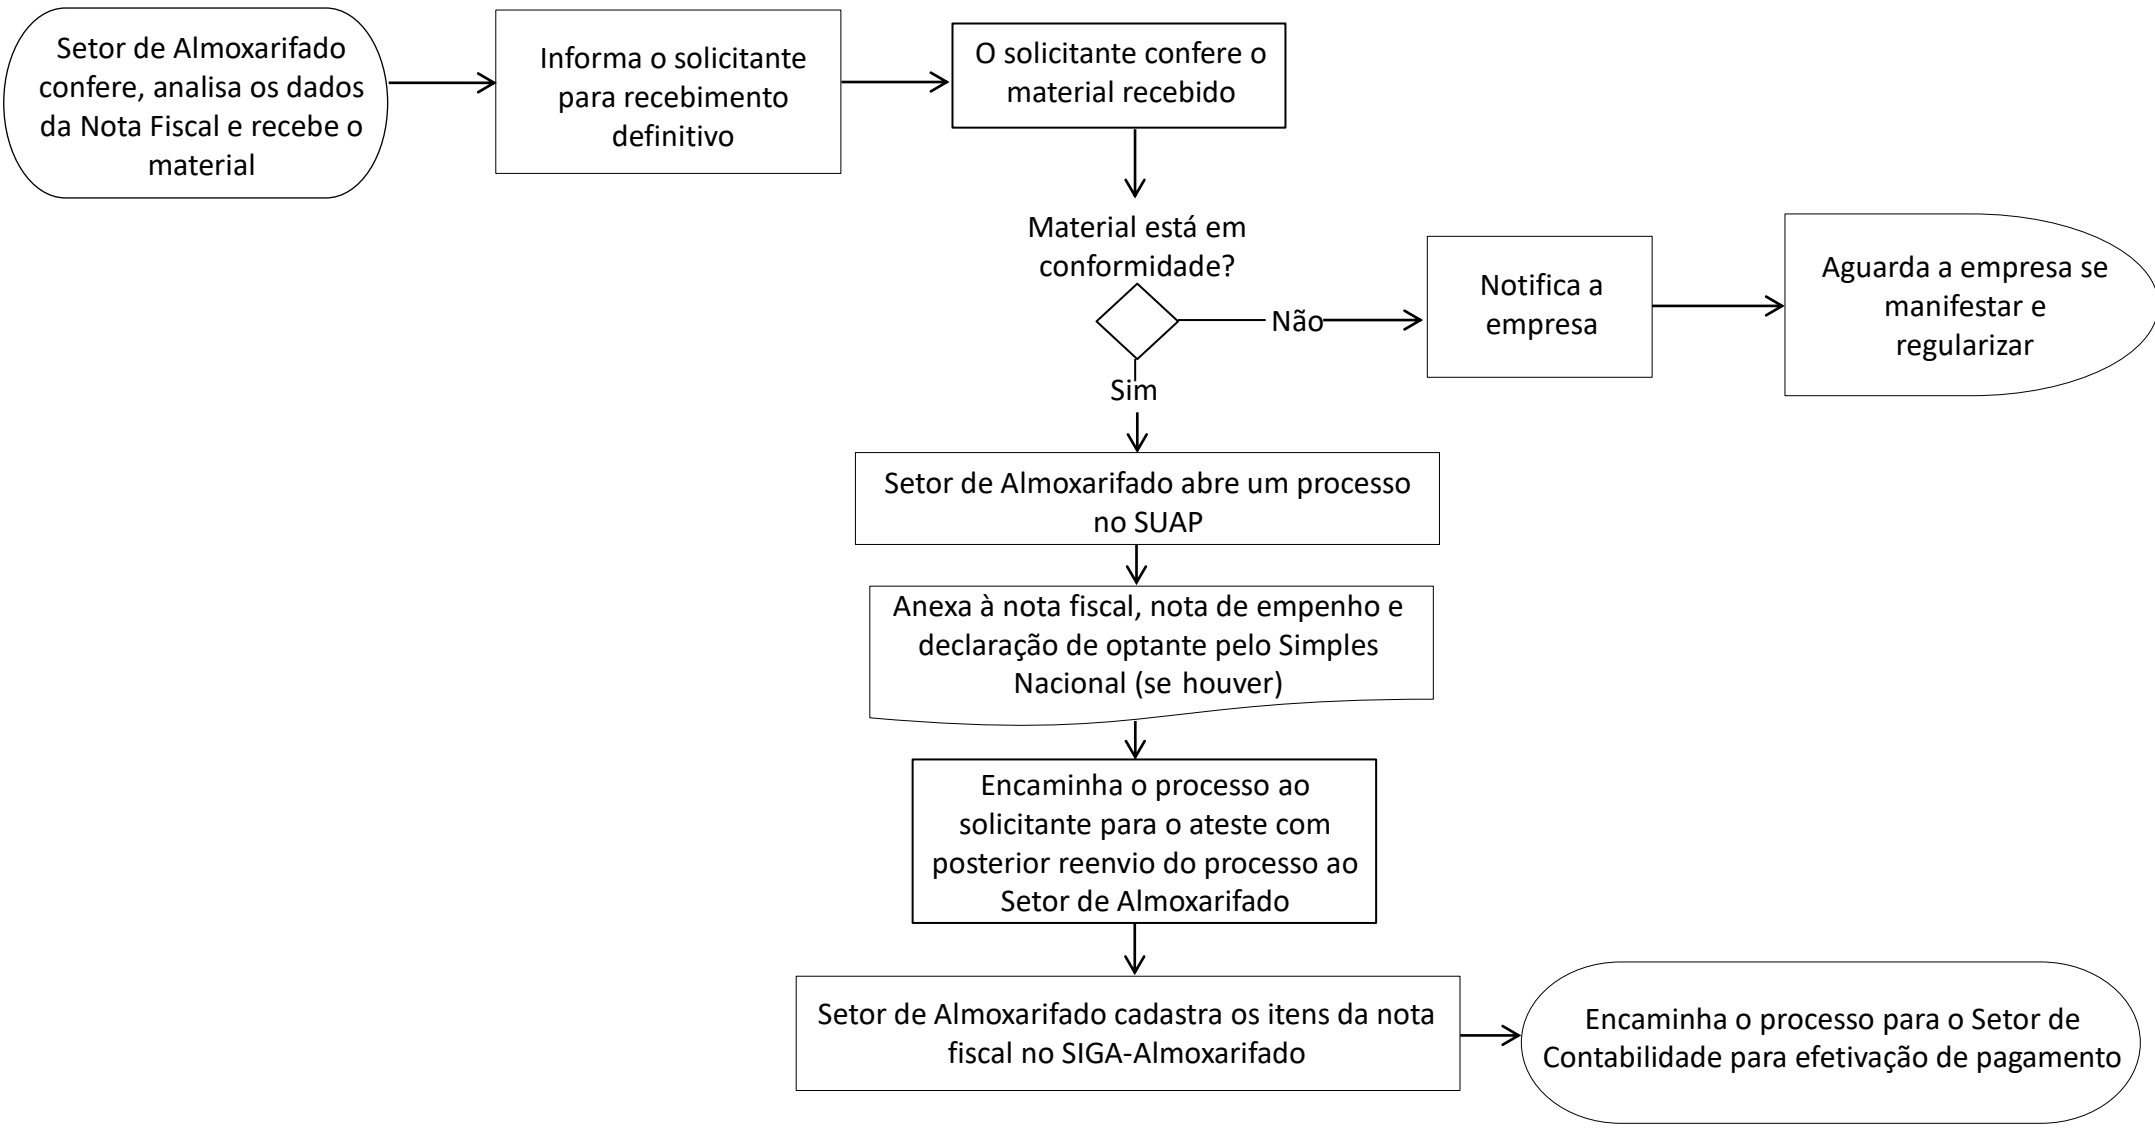 Setor de Almoxarifado
confere, analisa os dados
da Nota Fiscal e recebe o
material
Informa o solicitante
para recebimento
definitivo
O solicitante confere o
material recebido
Material está em
conformidade?
Não
Notifica a
empresa
Aguarda a empresa se
manifestar e
regularizar
Sim
Setor de Almoxarifado abre um processo
no SUAP
Anexa à nota fiscal, nota de empenho e
declaração de optante pelo Simples
Nacional (se houver)
Encaminha o processo ao
solicitante para o ateste com
posterior reenvio do processo ao
Setor de Almoxarifado
Setor de Almoxarifado cadastra os itens da nota
fiscal no SIGA-Almoxarifado
Encaminha o processo para o Setor de
Contabilidade para efetivação de pagamento